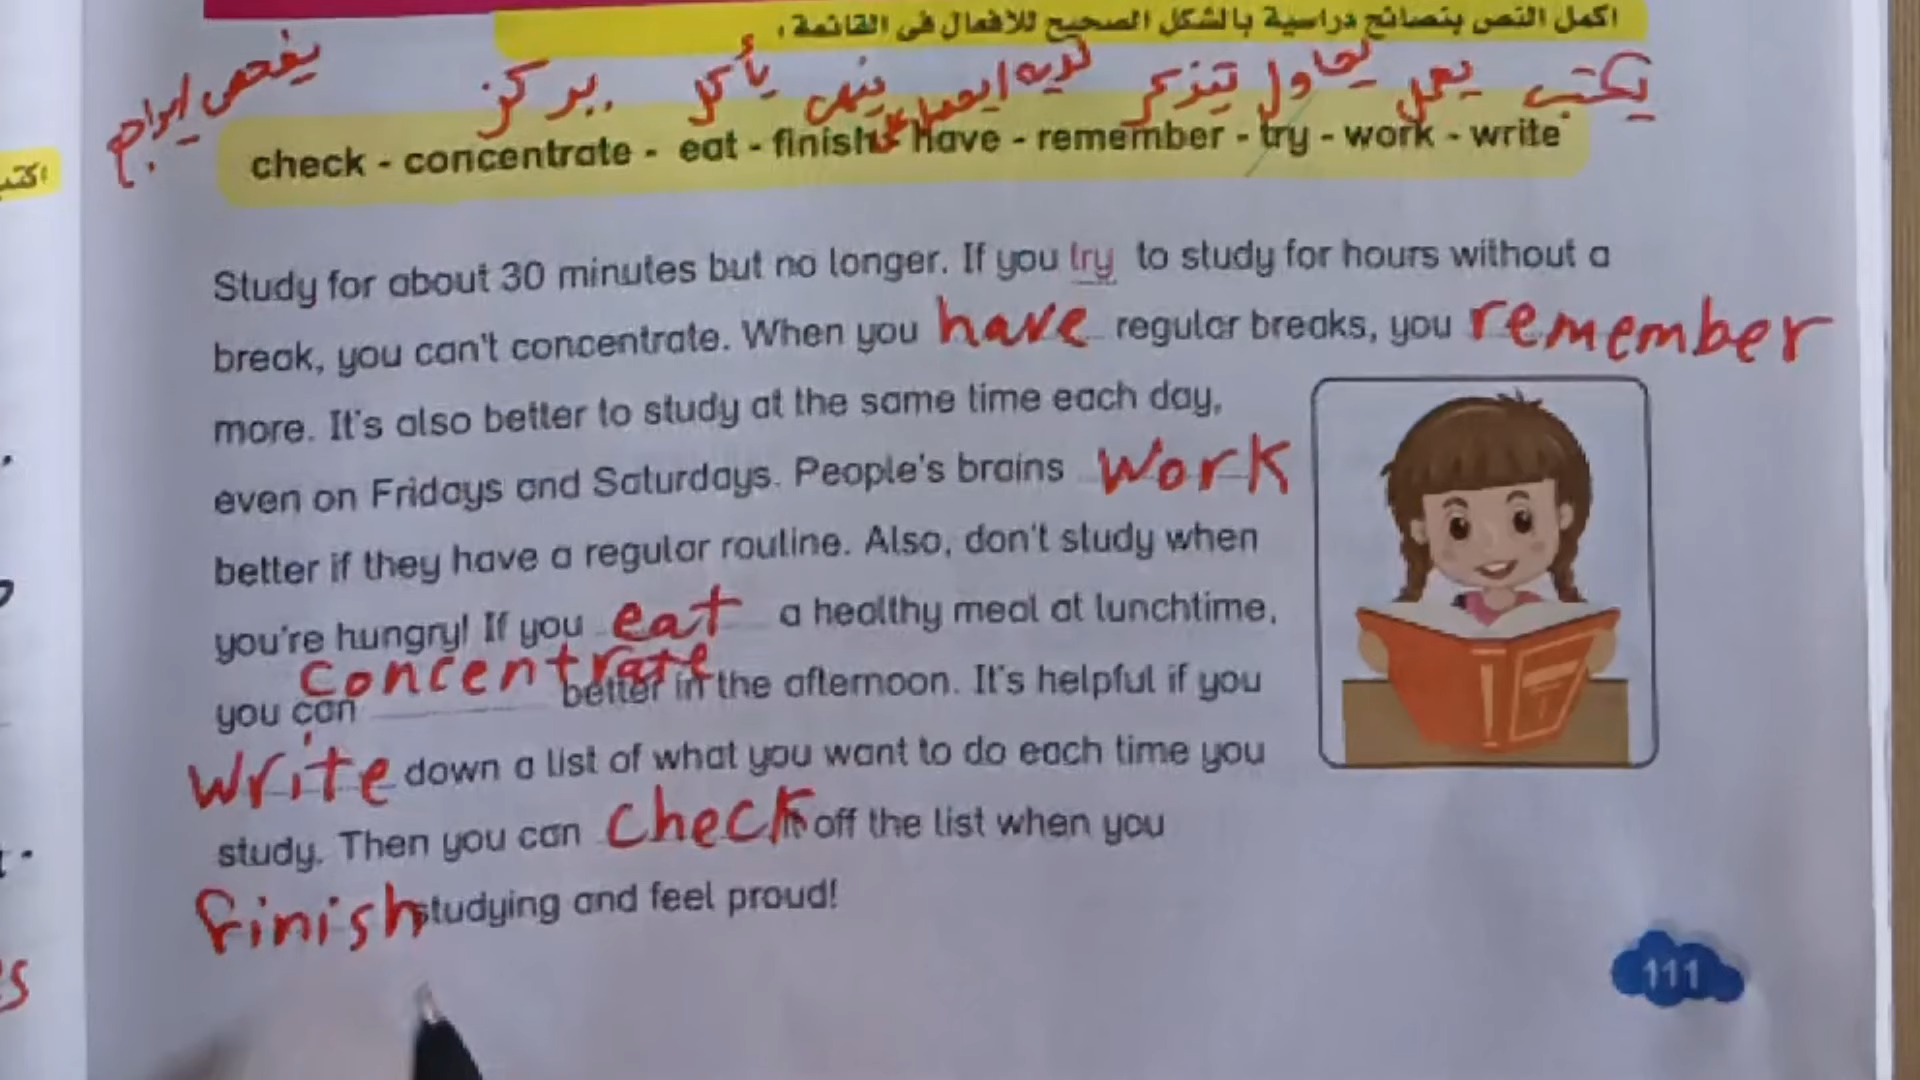 اكمل النص بنصائح دراسية بالشكل الصحيح للافعال فى القائمة :
يكتب يعمل يحاول يتذكر لديه ينهى يأكل يركز يفحص
check - concentrate - eat - finish - have - remember - try - work - write
Study for about 30 minutes but no longer. If you try to study for hours without a
break, you can't concentrate. When you have regular breaks, you remember
more. It's also better to study at the same time each day,
even on Fridays and Saturdays. People's brains work
better if they have a regular routine. Also, don't study when
you're hungry! If you eat a healthy meal at lunchtime,
you can concentrate better in the afternoon. It's helpful if you
write down a list of what you want to do each time you
study. Then you can check it off the list when you
finish studying and feel proud!
111